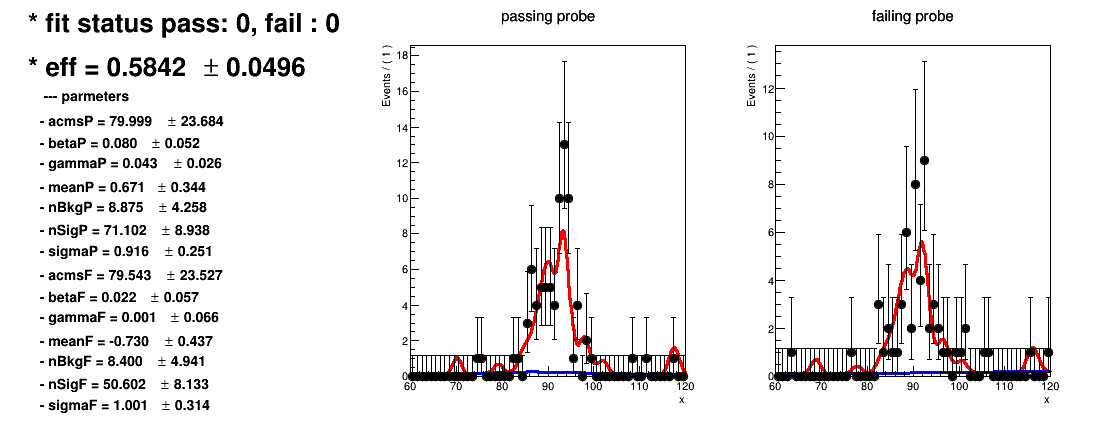 * fit status pass: 0, fail : 0
* eff = 0.5842 ± 0.0496
--- parmeters
- acmsP = 79.999 ± 23.684
- betaP = 0.080 ± 0.052
- gammaP = 0.043 ± 0.026
- meanP = 0.671 ± 0.344
- nBkgP = 8.875 ± 4.258
- nSigP = 71.102 ± 8.938
- sigmaP = 0.916 ± 0.251
- acmsF = 79.543 ± 23.527
- betaF = 0.022 ± 0.057
- gammaF = 0.001 ± 0.066
- meanF = -0.730 ± 0.437
- nBkgF = 8.400 ± 4.941
- nSigF = 50.602 ± 8.133
- sigmaF = 1.001 ± 0.314
passing probe
Events / ( 1 )
18
16
14
12
10
8
6
4
2
0
60 70 80 90 100 110 120
x
failing probe
Events / ( 1 )
12
10
8
6
4
2
0
60 70 80 90 100 110 120
x